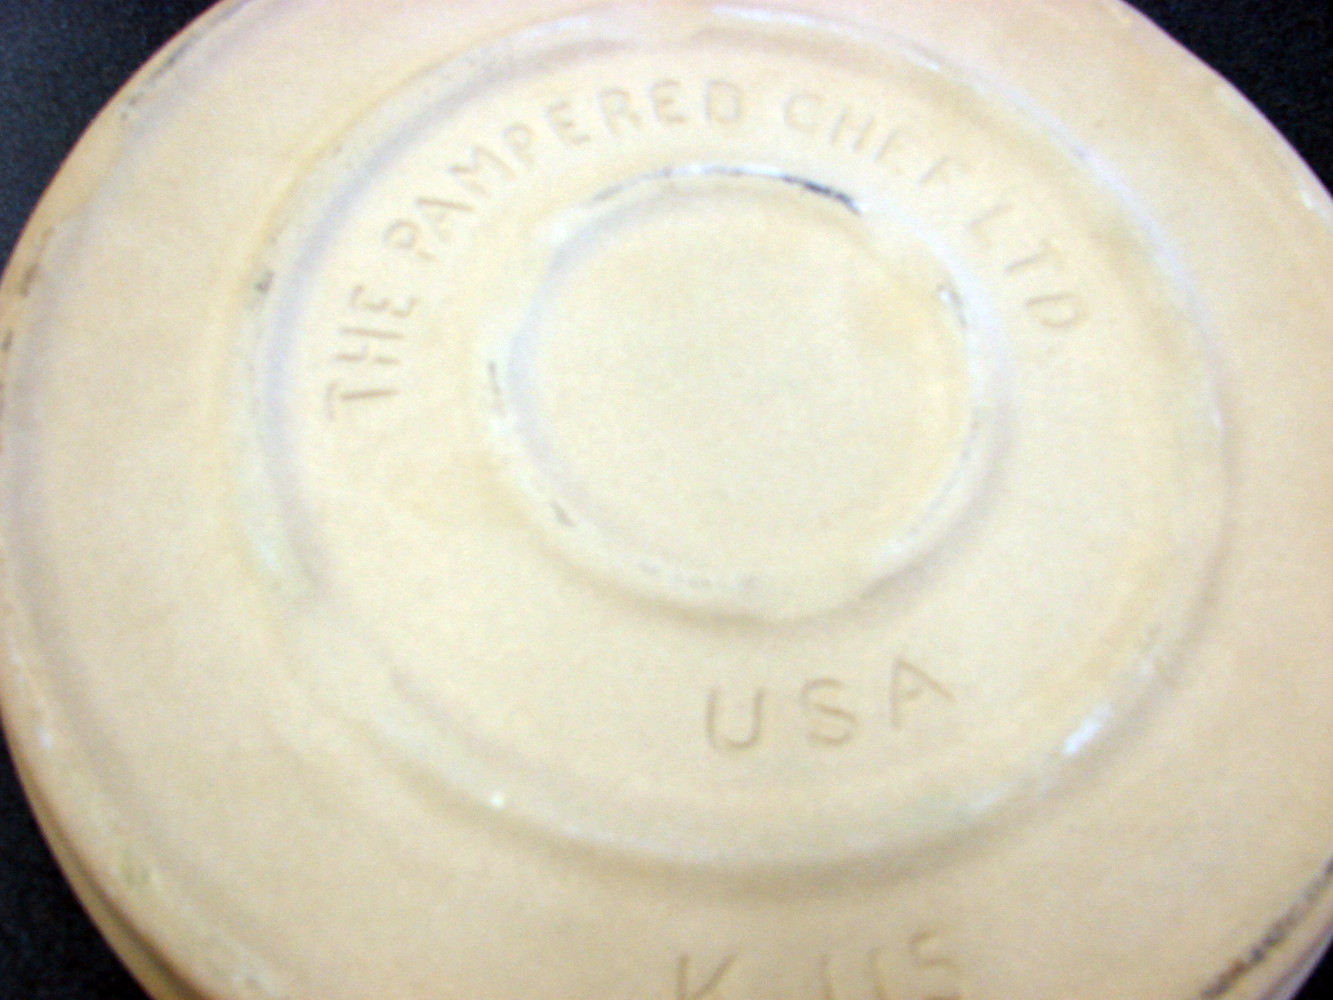 THE PAMPERED CHEF LTD.
USA